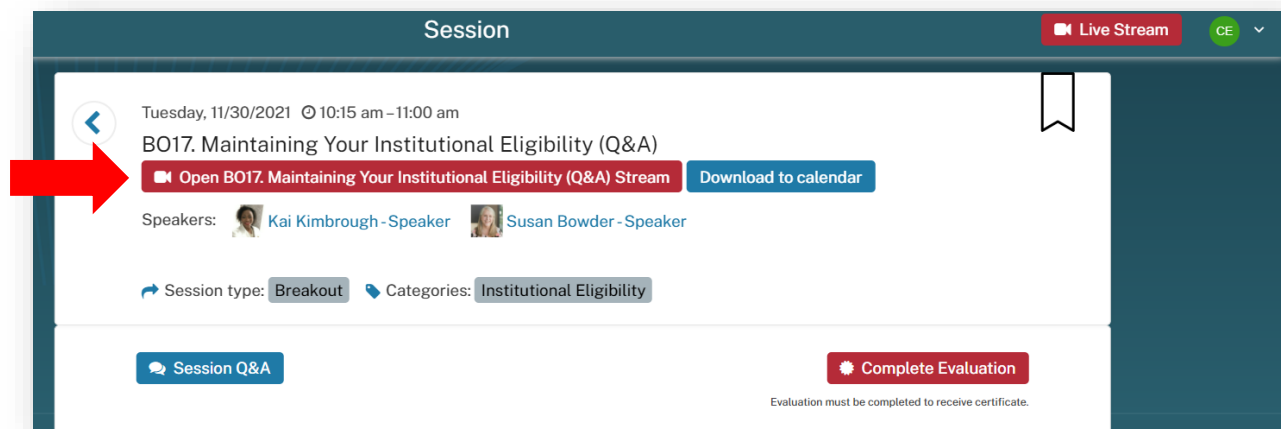 Session
Live Stream
CE
Tuesday, 11/30/2021 10:15 am – 11:00 am
BO17. Maintaining Your Institutional Eligibility (Q&A)
Open BO17. Maintaining Your Institutional Eligibility (Q&A) Stream
Download to calendar
Speakers: Kai Kimbrough - Speaker Susan Bowder - Speaker
Session type: Breakout Categories: Institutional Eligibility
Session Q&A
Complete Evaluation
Evaluation must be completed to receive certificate.